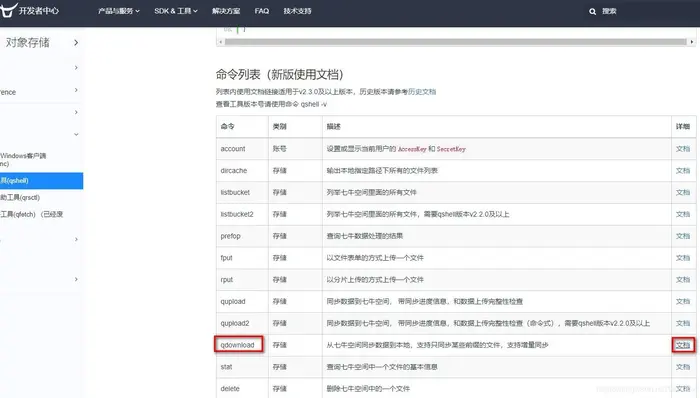 开发者中心 产品与服务 SDK & 工具 解决方案 FAQ 技术支持 搜索
对象存储
erence
Windows客户端
nc)
具(qshell)
助工具(qrsctl)
工具(qfetch) (已经废
命令列表（新版使用文档）
列表内使用文档链接适用于v2.3.0及以上版本，历史版本请参考历史文档
查看工具版本号请使用命令 qshell -v
命令 类别 描述 详细
account 账号 设置或显示当前用户的 AccessKey 和 SecretKey 文档
dircache 存储 输出本地指定路径下所有的文件列表 文档
listbucket 存储 列举七牛空间里面的所有文件 文档
listbucket2 存储 列举七牛空间里面的所有文件，需要qshell版本v2.2.0及以上 文档
prefop 存储 查询七牛数据处理的结果 文档
fput 存储 以文件表单的方式上传一个文件 文档
rput 存储 以分片上传的方式上传一个文件 文档
qupload 存储 同步数据到七牛空间， 带同步进度信息，和数据上传完整性检查 文档
qupload2 存储 同步数据到七牛空间， 带同步进度信息，和数据上传完整性检查（命令式），需要qshell版本v2.2.0及以上 文档
qdownload 存储 从七牛空间同步数据到本地，支持只同步某些前缀的文件，支持增量同步 文档
stat 存储 查询七牛空间中一个文件的基本信息 文档
delete 存储 删除七牛空间中的一个文件 文档